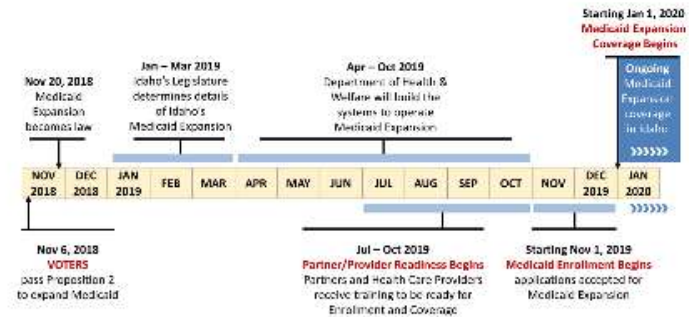 Starting Jan 1, 2020
Medicaid Expansion
Coverage Begins
Jan – Mar 2019
Idaho's Legislature
determines details
of Idaho's
Medicaid Expansion
Apr – Oct 2019
Department of Health &
Welfare will build the
systems to operate
Medicaid Expansion
Nov 20, 2018
Medicaid
Expansion
becomes law
Ongoing
Medicaid
Expansion
coverage
in Idaho
NOV
2018
DEC
2018
JAN
2019
FEB
MAR
APR
MAY
JUN
JUL
AUG
SEP
OCT
NOV
DEC
2019
JAN
2020
Nov 6, 2018
VOTERS
pass Proposition 2
to expand Medicaid
Jul – Oct 2019
Partner/Provider Readiness Begins
Partners and Health Care Providers
receive training to be ready for
Enrollment and Coverage
Starting Nov 1, 2019
Medicaid Enrollment Begins
applications accepted for
Medicaid Expansion